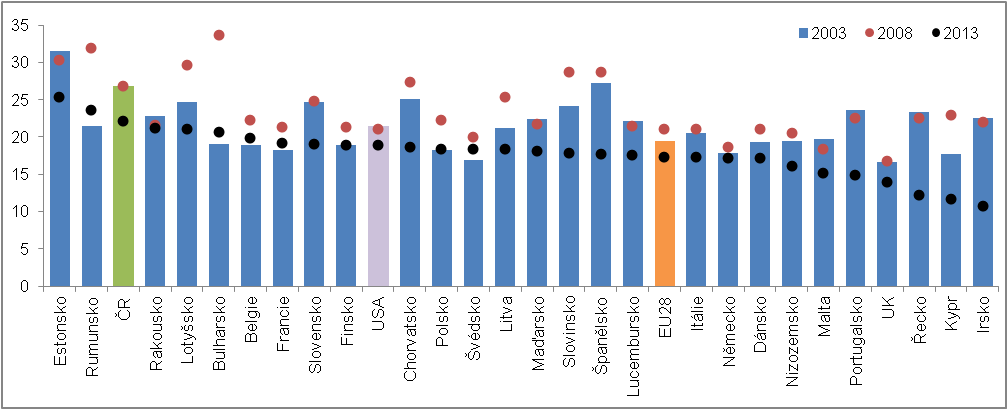 35
30
25
20
15
10
5
0
2003 2008 2013
Estonsko
Rumunsko
ČR
Rakousko
Lotyšsko
Bulharsko
Belgie
Francie
Slovensko
Finsko
USA
Chorvatsko
Polsko
Švédsko
Litva
Maďarsko
Slovinsko
Španělsko
Lucembursko
EU28
Itálie
Německo
Dánsko
Nizozemsko
Malta
Portugalsko
UK
Řecko
Kypr
Irsko